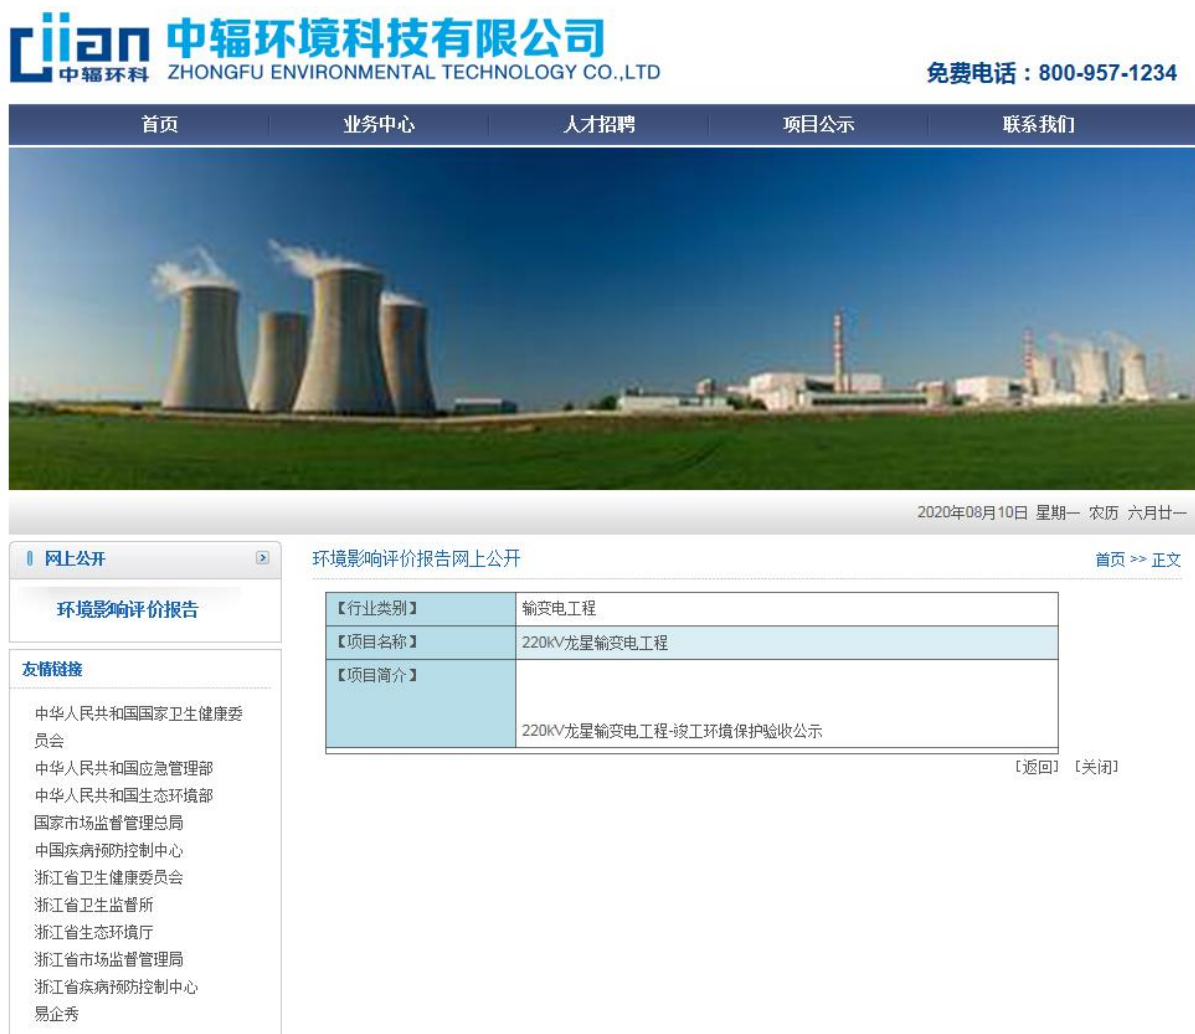 cjian 中辐环科
中辐环境科技有限公司
ZHONGFU ENVIRONMENTAL TECHNOLOGY CO.,LTD
免费电话：800-957-1234
首页 业务中心 人才招聘 项目公示 联系我们
2020年08月10日 星期一 农历 六月廿一
网上公开
环境影响评价报告
友情链接
中华人民共和国国家卫生健康委
员会
中华人民共和国应急管理部
中华人民共和国生态环境部
国家市场监督管理总局
中国疾病预防控制中心
浙江省卫生健康委员会
浙江省卫生监督所
浙江省生态环境厅
浙江省市场监督管理局
浙江省疾病预防控制中心
易企秀
环境影响评价报告网上公开
首页 >> 正文
【行业类别】 输变电工程
【项目名称】 220kV龙星输变电工程
【项目简介】
220kV龙星输变电工程-竣工环境保护验收公示
[返回] [关闭]